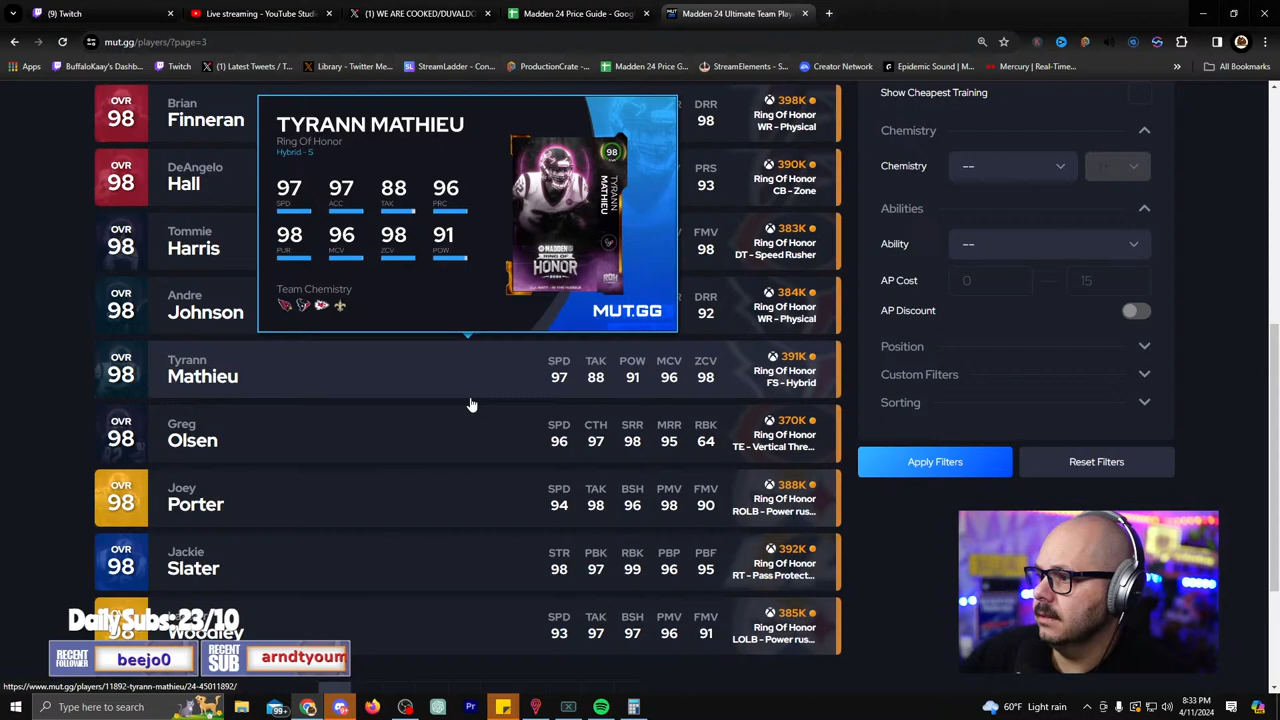 Twitch
Live streaming - YouTube Studi
(1) WE ARE COOKED/DUVALDC
Madden 24 Price Guide - Goog
Madden 24 Ultimate Team Play
mut.gg/players/?page=3
Apps
BuffaloKaay's Dashb...
Twitch
(1) Latest Tweets / T...
Library - Twitter Me...
StreamLadder - Con...
ProductionCrate - ...
Madden 24 Price G...
StreamElements - S...
Creator Network
Epidemic Sound | M...
Mercury | Real-Time...
All Bookmarks
OVR
98
Brian
Finneran
DRR
98
398K
Ring Of Honor
WR - Physical
OVR
98
DeAngelo
Hall
PRS
93
390K
Ring Of Honor
CB - Zone
OVR
98
Tommie
Harris
FMV
98
383K
Ring Of Honor
DT - Speed Rusher
OVR
98
Andre
Johnson
DRR
92
384K
Ring Of Honor
WR - Physical
TYRANN MATHIEU
Ring Of Honor
Hybrid - S
97 97 88 96
SPD ACC TAK PRC
98 96 98 91
PUR MCV ZCV POW
Team Chemistry
98
TYRANN
MATHIEU
MADDEN
RING OF
HONOR
ROH
MUT.GG
OVR
98
Tyrann
Mathieu
SPD TAK POW MCV ZCV
97 88 91 96 98
391K
Ring Of Honor
FS - Hybrid
OVR
98
Greg
Olsen
SPD CTH SRR MRR RBK
96 97 98 95 64
370K
Ring Of Honor
TE - Vertical Thre...
OVR
98
Joey
Porter
SPD TAK BSH PMV FMV
94 98 96 98 90
388K
Ring Of Honor
ROLB - Power rus...
OVR
98
Jackie
Slater
STR PBK RBK PBP PBF
98 97 99 96 95
392K
Ring Of Honor
RT - Pass Protect...
Woodley
SPD TAK BSH PMV FMV
93 97 97 96 91
385K
Ring Of Honor
LOLB - Power rus...
Show Cheapest Training
Chemistry
Chemistry
--
Abilities
Ability
--
AP Cost
0
15
AP Discount
Position
Custom Filters
Sorting
Apply Filters
Reset Filters
Daily Subs: 23/10
RECENT
FOLLOWER
beejo0
RECENT
SUB
arndtyoum
https://www.mut.gg/players/11892-tyrann-mathieu/24-45011892/
Type here to search
99+
60°F Light rain
8:33 PM
4/11/2024